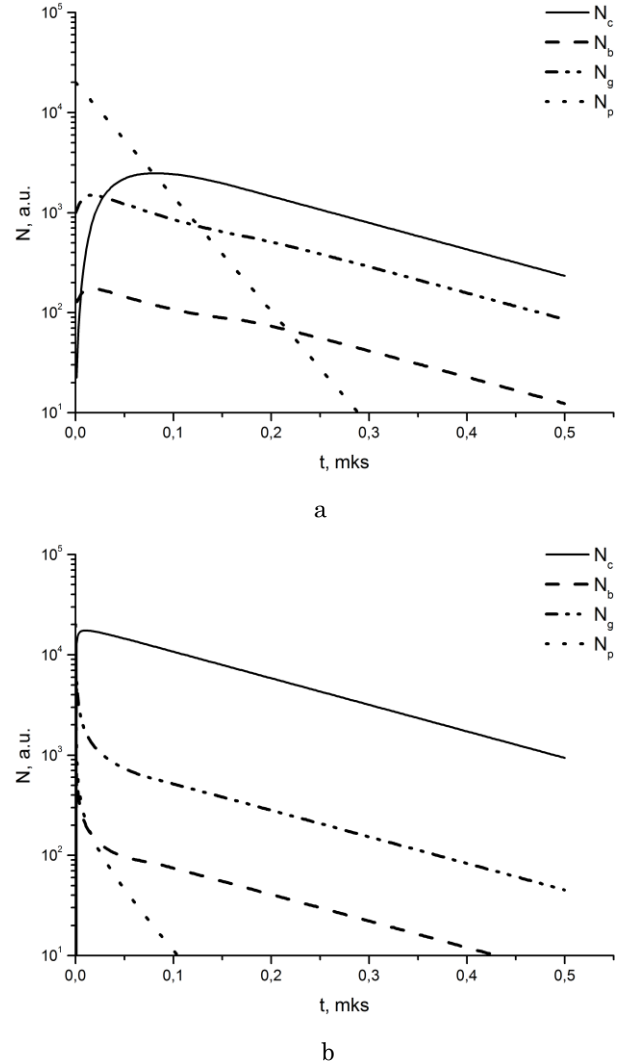 10⁵
10⁴
10³
10²
10¹
N, a.u.
N_c
N_b
N_g
N_p
0,0 0,1 0,2 0,3 0,4 0,5
t, mks
a
10⁵
10⁴
10³
10²
10¹
N, a.u.
N_c
N_b
N_g
N_p
0,0 0,1 0,2 0,3 0,4 0,5
t, mks
b